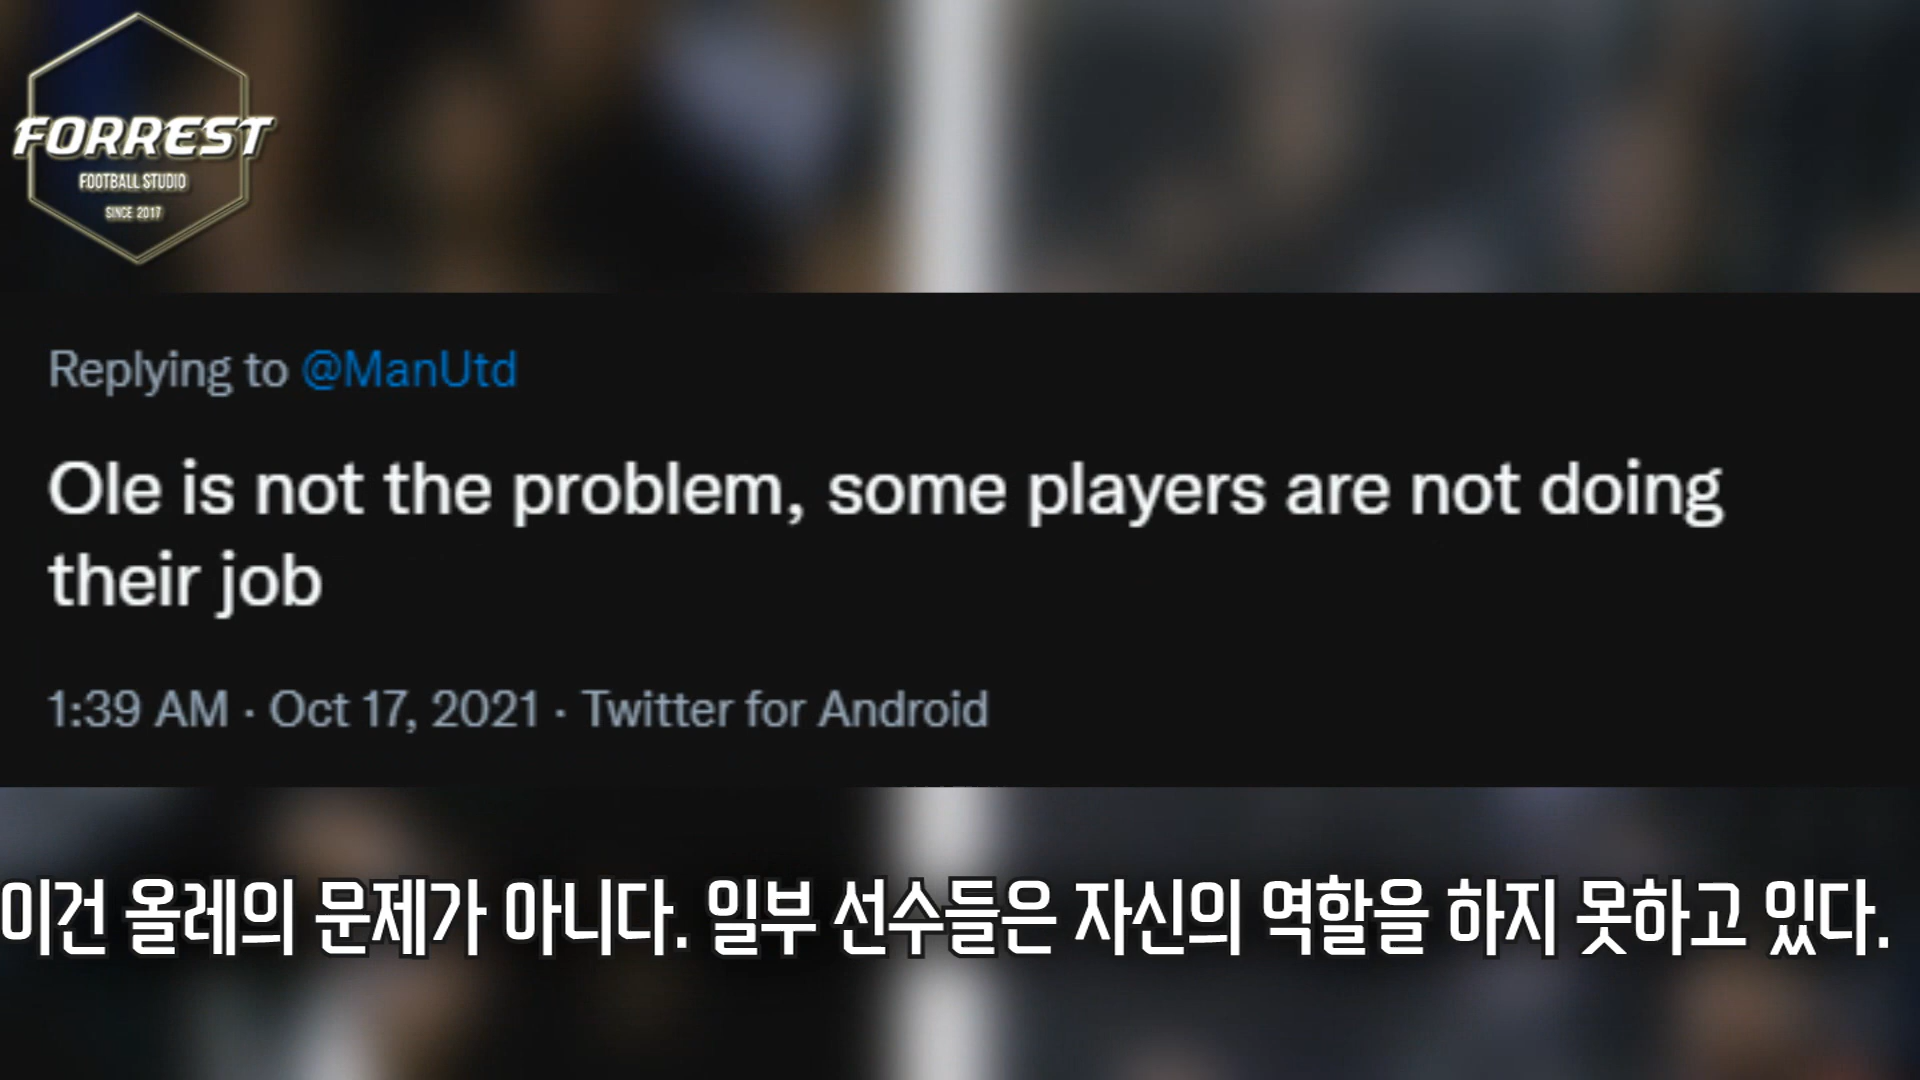 FORREST
FOOTBALL STUDIO
SINCE 2017
Replying to @ManUtd
Ole is not the problem, some players are not doing
their job
1:39 AM · Oct 17, 2021 · Twitter for Android
이건 올레의 문제가 아니다. 일부 선수들은 자신의 역할을 하지 못하고 있다.